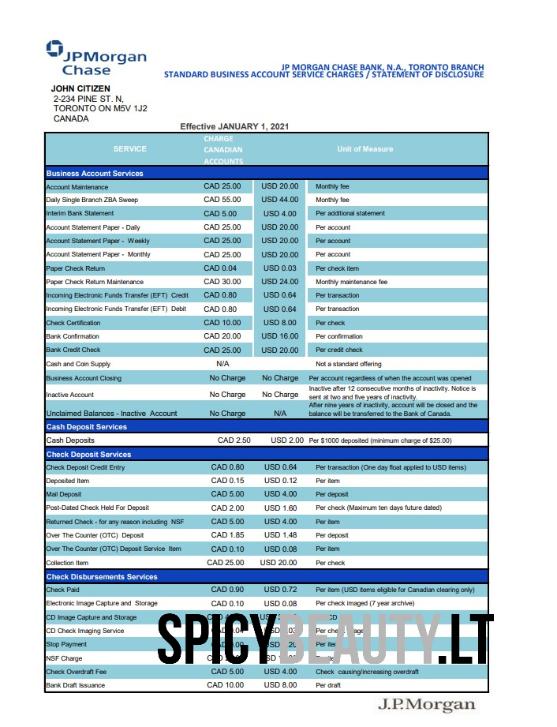 JPMorgan
Chase
JP MORGAN CHASE BANK, N.A., TORONTO BRANCH
STANDARD BUSINESS ACCOUNT SERVICE CHARGES / STATEMENT OF DISCLOSURE
JOHN CITIZEN
2-234 PINE ST. N,
TORONTO ON M5V 1J2
CANADA
Effective JANUARY 1, 2021
SERVICE CHARGE CANADIAN ACCOUNTS Unit of Measure
Business Account Services
Account Maintenance CAD 25.00 USD 20.00 Monthly fee
Daily Single Branch ZBA Sweep CAD 55.00 USD 44.00 Monthly fee
Interim Bank Statement CAD 5.00 USD 4.00 Per additional statement
Account Statement Paper - Daily CAD 25.00 USD 20.00 Per account
Account Statement Paper - Weekly CAD 25.00 USD 20.00 Per account
Account Statement Paper - Monthly CAD 25.00 USD 20.00 Per account
Paper Check Return CAD 0.04 USD 0.03 Per check item
Paper Check Return Maintenance CAD 30.00 USD 24.00 Monthly maintenance fee
Incoming Electronic Funds Transfer (EFT) Credit CAD 0.80 USD 0.64 Per transaction
Incoming Electronic Funds Transfer (EFT) Debit CAD 0.80 USD 0.64 Per transaction
Check Certification CAD 10.00 USD 8.00 Per check
Bank Confirmation CAD 20.00 USD 16.00 Per confirmation
Bank Credit Check CAD 25.00 USD 20.00 Per credit check
Cash and Coin Supply N/A Not a standard offering
Business Account Closing No Charge No Charge Per account regardless of when the account was opened
Inactive Account No Charge No Charge Inactive after 12 consecutive months of inactivity. Notice is
sent at two and five years of inactivity.
Unclaimed Balances - Inactive Account No Charge N/A After nine years of inactivity, account will be closed and the
balance will be transferred to the Bank of Canada.
Cash Deposit Services
Cash Deposits CAD 2.50 USD 2.00 Per $1000 deposited (minimum charge of $25.00)
Check Deposit Services
Check Deposit Credit Entry CAD 0.80 USD 0.64 Per transaction (One day float applied to USD items)
Deposited Item CAD 0.15 USD 0.12 Per item
Mail Deposit CAD 5.00 USD 4.00 Per deposit
Post-Dated Check Held For Deposit CAD 2.00 USD 1.60 Per check (Maximum ten days future dated)
Returned Check - for any reason including NSF CAD 5.00 USD 4.00 Per item
Over The Counter (OTC) Deposit CAD 1.85 USD 1.48 Per deposit
Over The Counter (OTC) Deposit Service Item CAD 0.10 USD 0.08 Per item
Collection Item CAD 25.00 USD 20.00 Per check
Check Disbursements Services
Check Paid CAD 0.90 USD 0.72 Per item (USD items eligible for Canadian clearing only)
Electronic Image Capture and Storage CAD 0.10 USD 0.08 Per check imaged (7 year archive)
CD Image Capture and Storage
CD Check Imaging Service
Stop Payment
NSF Charge
SPICYBEAUTY.LT
Check Overdraft Fee CAD 5.00 USD 4.00 Check causing/increasing overdraft
Bank Draft Issuance CAD 10.00 USD 8.00 Per draft
J.P.Morgan